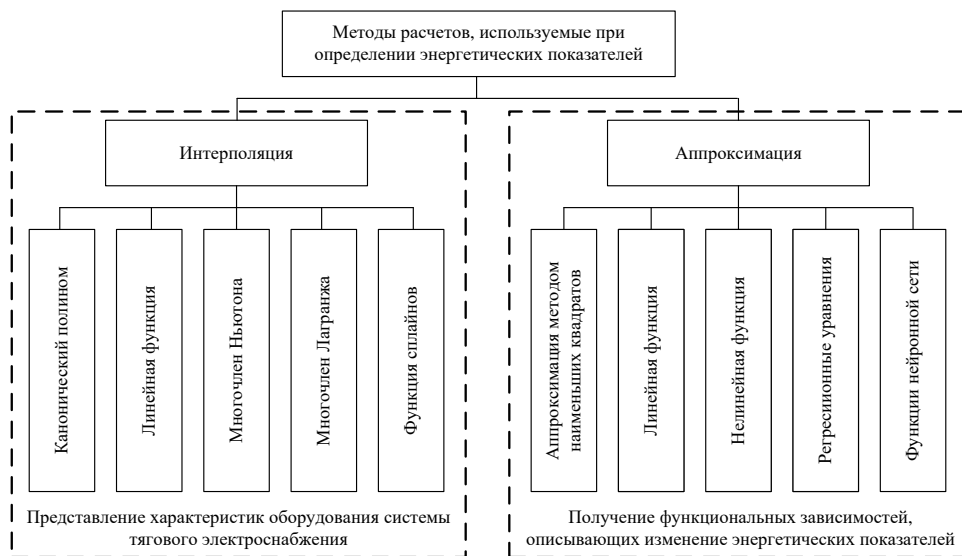 Методы расчетов, используемые при
определении энергетических показателей
Интерполяция
Аппроксимация
Канонический полином
Линейная функция
Многочлен Ньютона
Многочлен Лагранжа
Функция сплайнов
Аппроксимация методом
наименьших квадратов
Линейная функция
Нелинейная функция
Регрессионные уравнения
Функции нейронной сети
Представление характеристик оборудования системы
тягового электроснабжения
Получение функциональных зависимостей,
описывающих изменение энергетических показателей